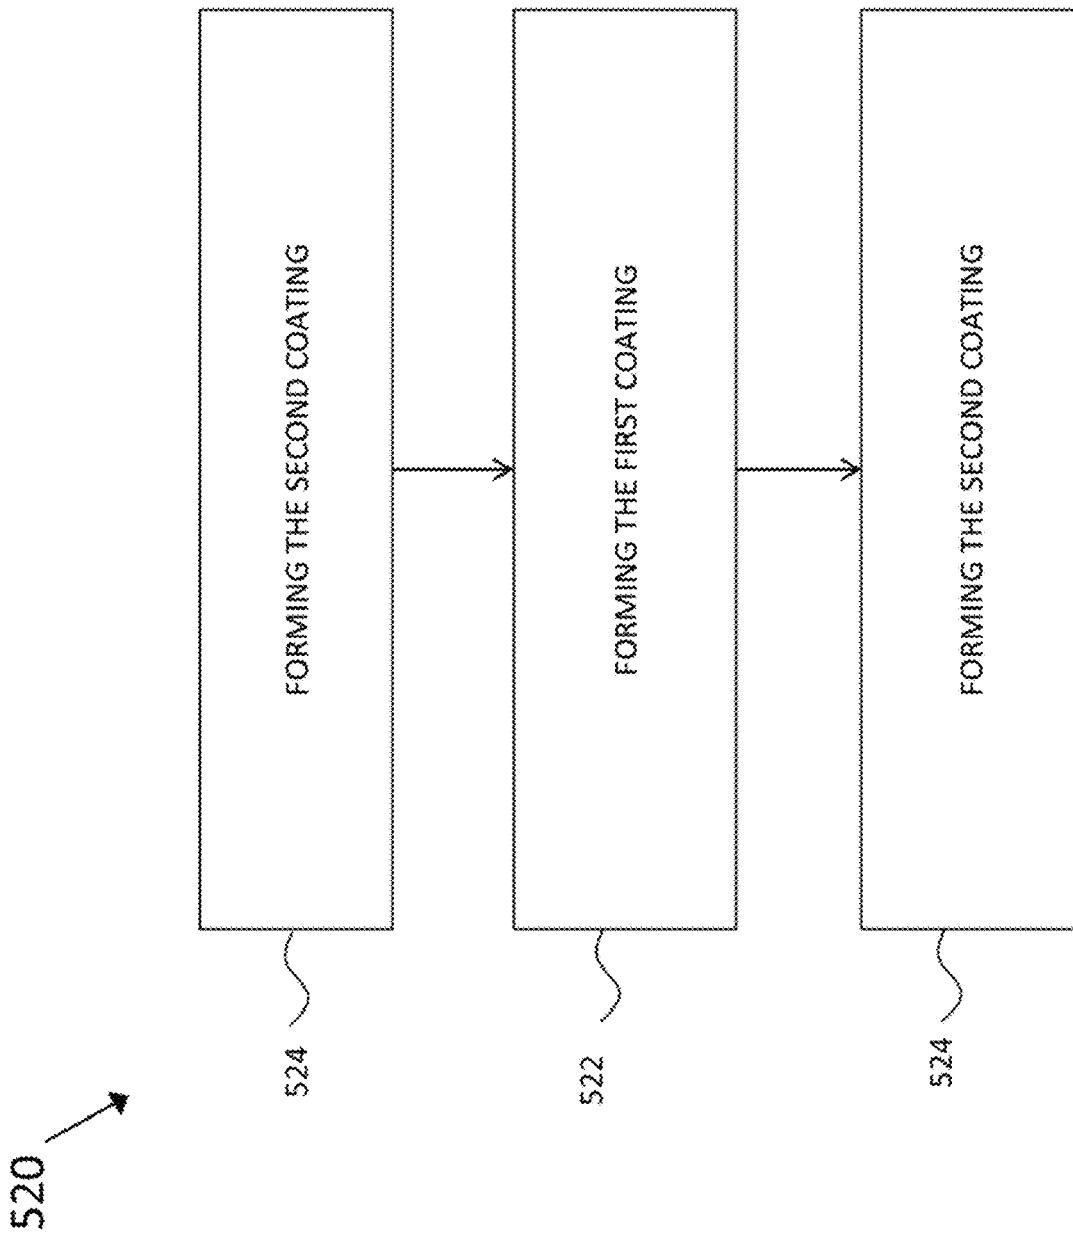 520
524
FORMING THE SECOND COATING
522
FORMING THE FIRST COATING
524
FORMING THE SECOND COATING